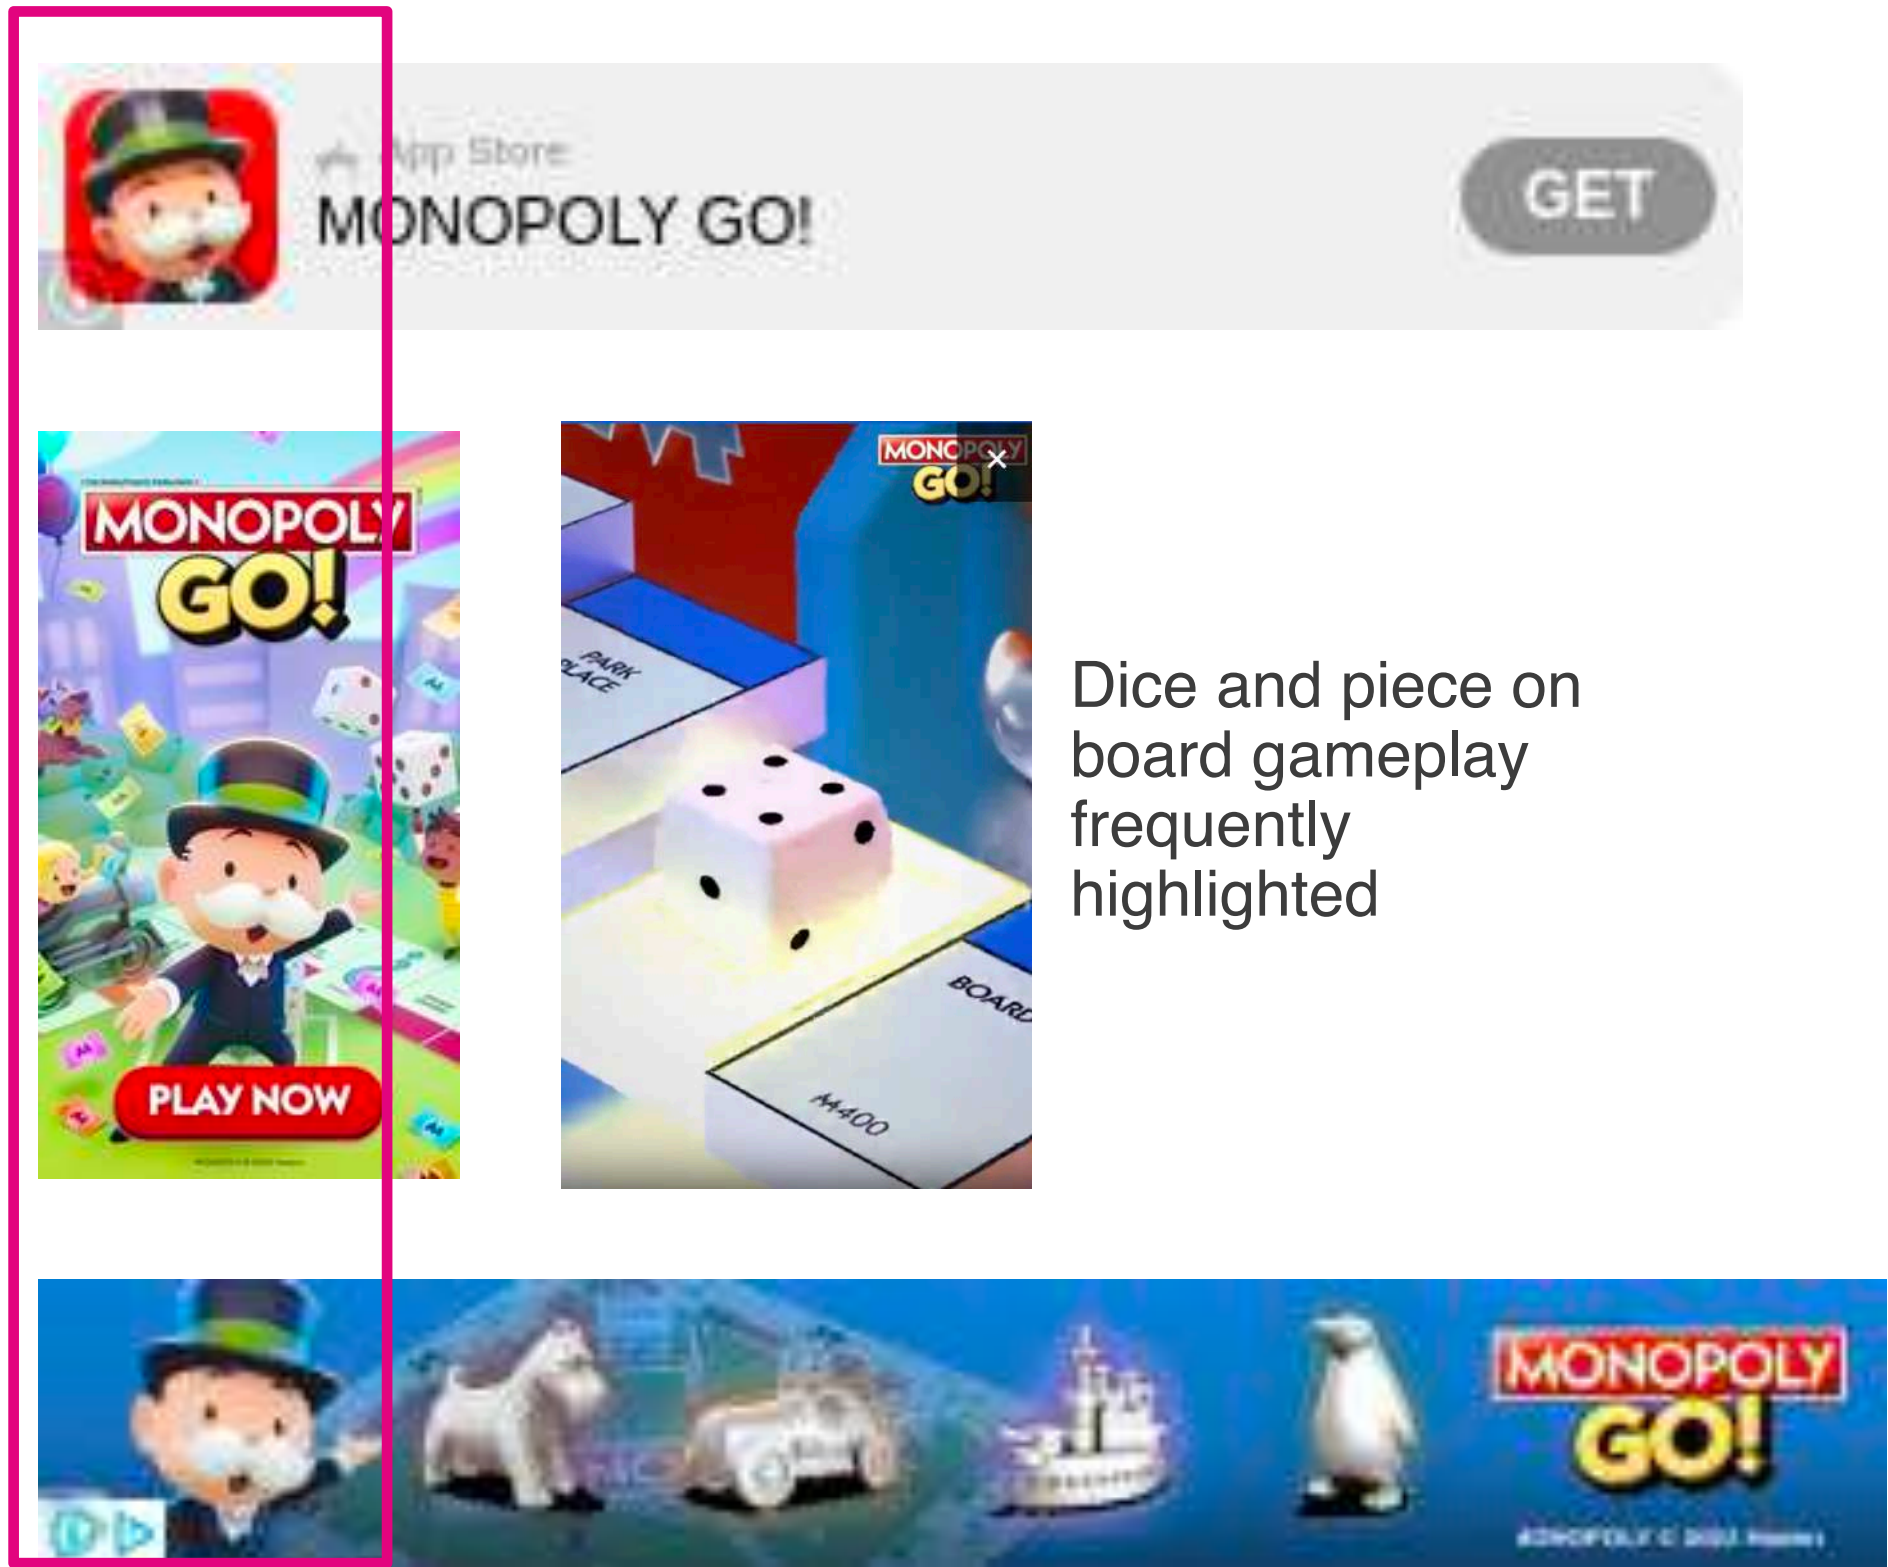 App Store
MONOPOLY GO!
GET
MONOPOLY
GO!
PLAY NOW
MONOPOLY
GO!
PARK
PLACE
BOARD
M400
Dice and piece on
board gameplay
frequently
highlighted
MONOPOLY
GO!
MONOPOLY ©